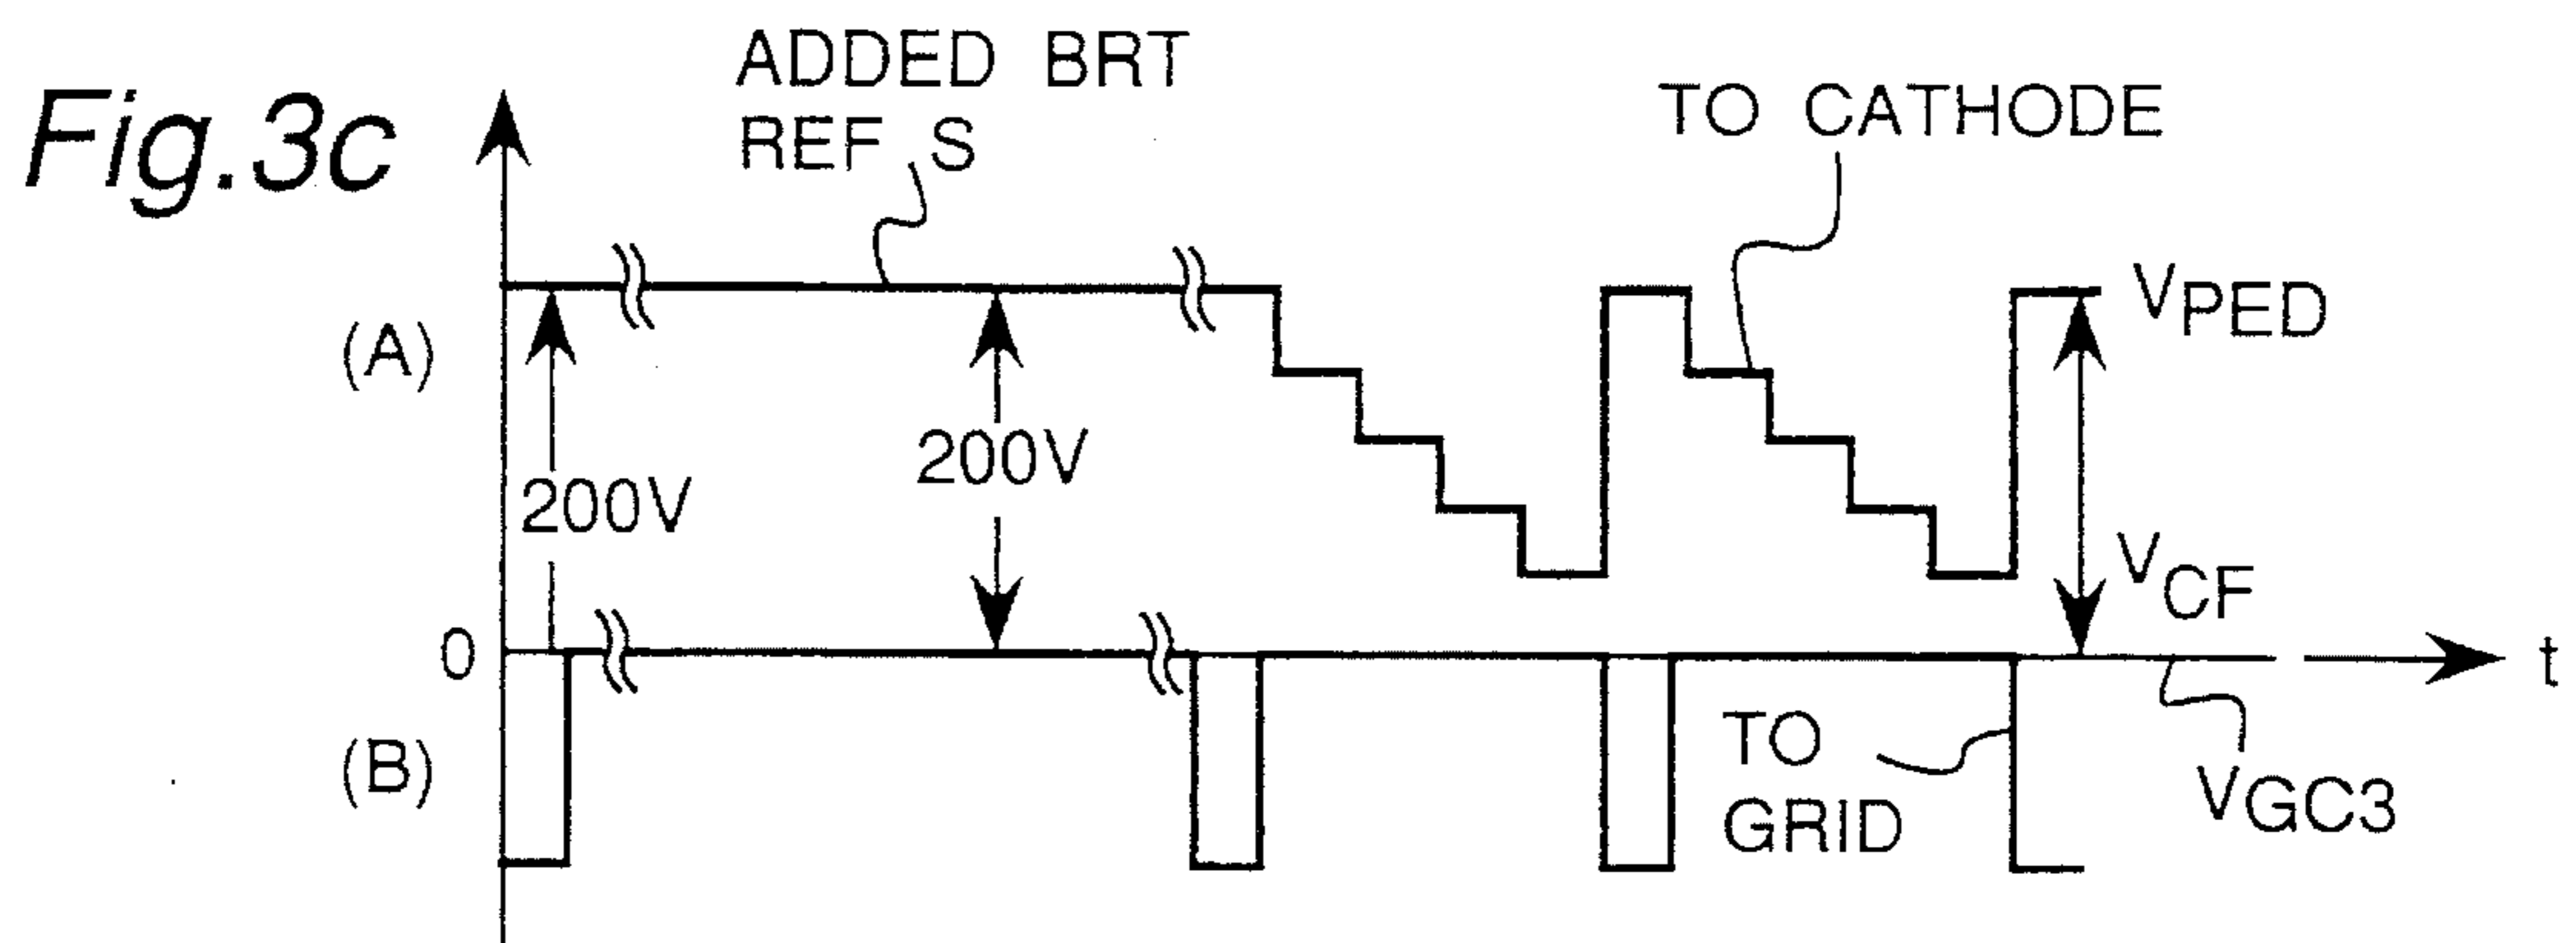 Fig.3c
ADDED BRT
REF S
TO CATHODE
(A)
200V
200V
VPED
VCF
0
t
(B)
TO
GRID
VGC3